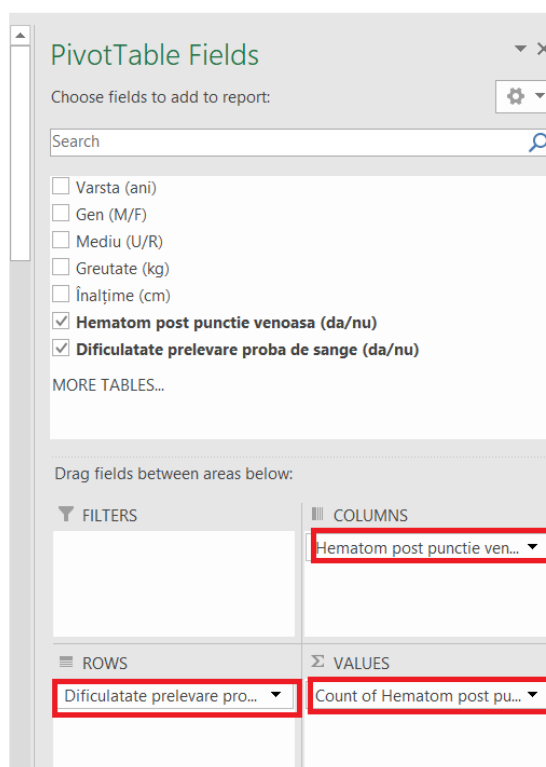 PivotTable Fields
Choose fields to add to report:
Search
Varsta (ani)
Gen (M/F)
Mediu (U/R)
Greutate (kg)
Înalțime (cm)
Hematom post punctie venoasa (da/nu)
Dificulatate prelevare proba de sange (da/nu)
MORE TABLES...
Drag fields between areas below:
FILTERS
COLUMNS
Hematom post punctie ven...
ROWS
Σ VALUES
Dificulatate prelevare pro...
Count of Hematom post pu...